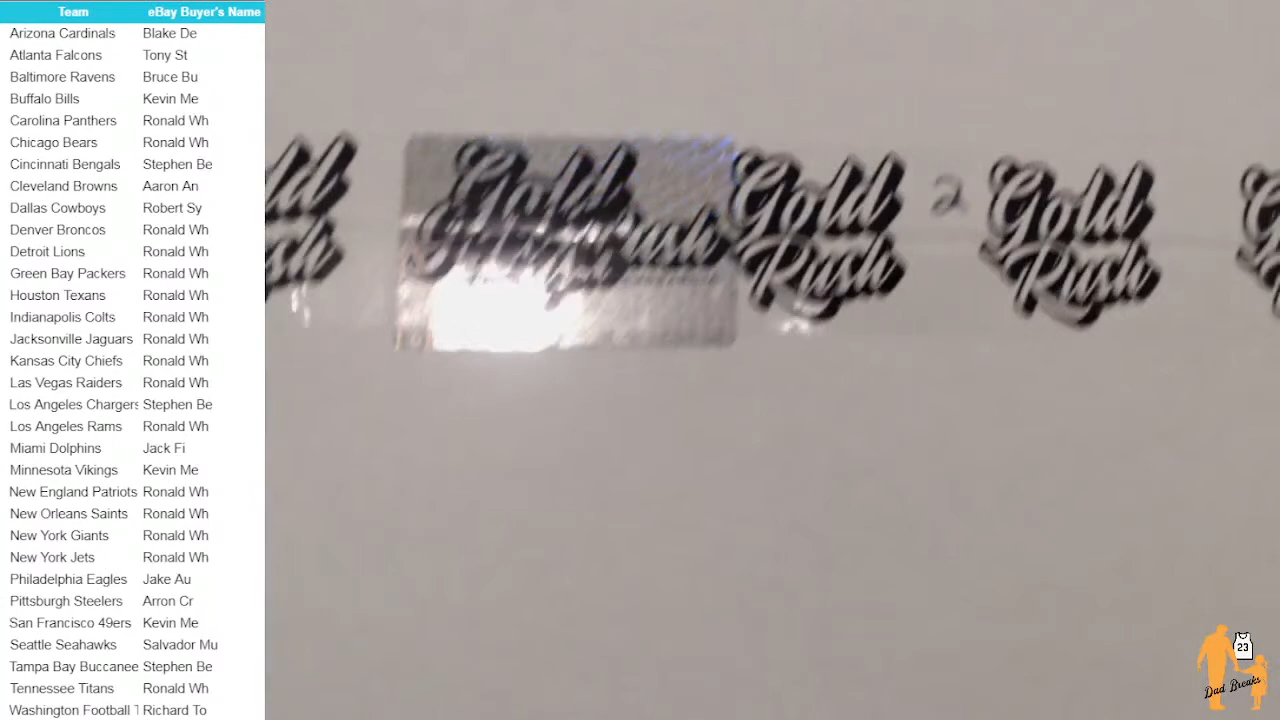 Team eBay Buyer's Name
Arizona Cardinals Blake De
Atlanta Falcons Tony St
Baltimore Ravens Bruce Bu
Buffalo Bills Kevin Me
Carolina Panthers Ronald Wh
Chicago Bears Ronald Wh
Cincinnati Bengals Stephen Be
Cleveland Browns Aaron An
Dallas Cowboys Robert Sy
Denver Broncos Ronald Wh
Detroit Lions Ronald Wh
Green Bay Packers Ronald Wh
Houston Texans Ronald Wh
Indianapolis Colts Ronald Wh
Jacksonville Jaguars Ronald Wh
Kansas City Chiefs Ronald Wh
Las Vegas Raiders Ronald Wh
Los Angeles Chargers Stephen Be
Los Angeles Rams Ronald Wh
Miami Dolphins Jack Fi
Minnesota Vikings Kevin Me
New England Patriots Ronald Wh
New Orleans Saints Ronald Wh
New York Giants Ronald Wh
New York Jets Ronald Wh
Philadelphia Eagles Jake Au
Pittsburgh Steelers Arron Cr
San Francisco 49ers Kevin Me
Seattle Seahawks Salvador Mu
Tampa Bay Buccanee Stephen Be
Tennessee Titans Ronald Wh
Washington Football T Richard To
ld Gold Gold 2 Gold G
sh Rush Rush
23
Dad Breaks